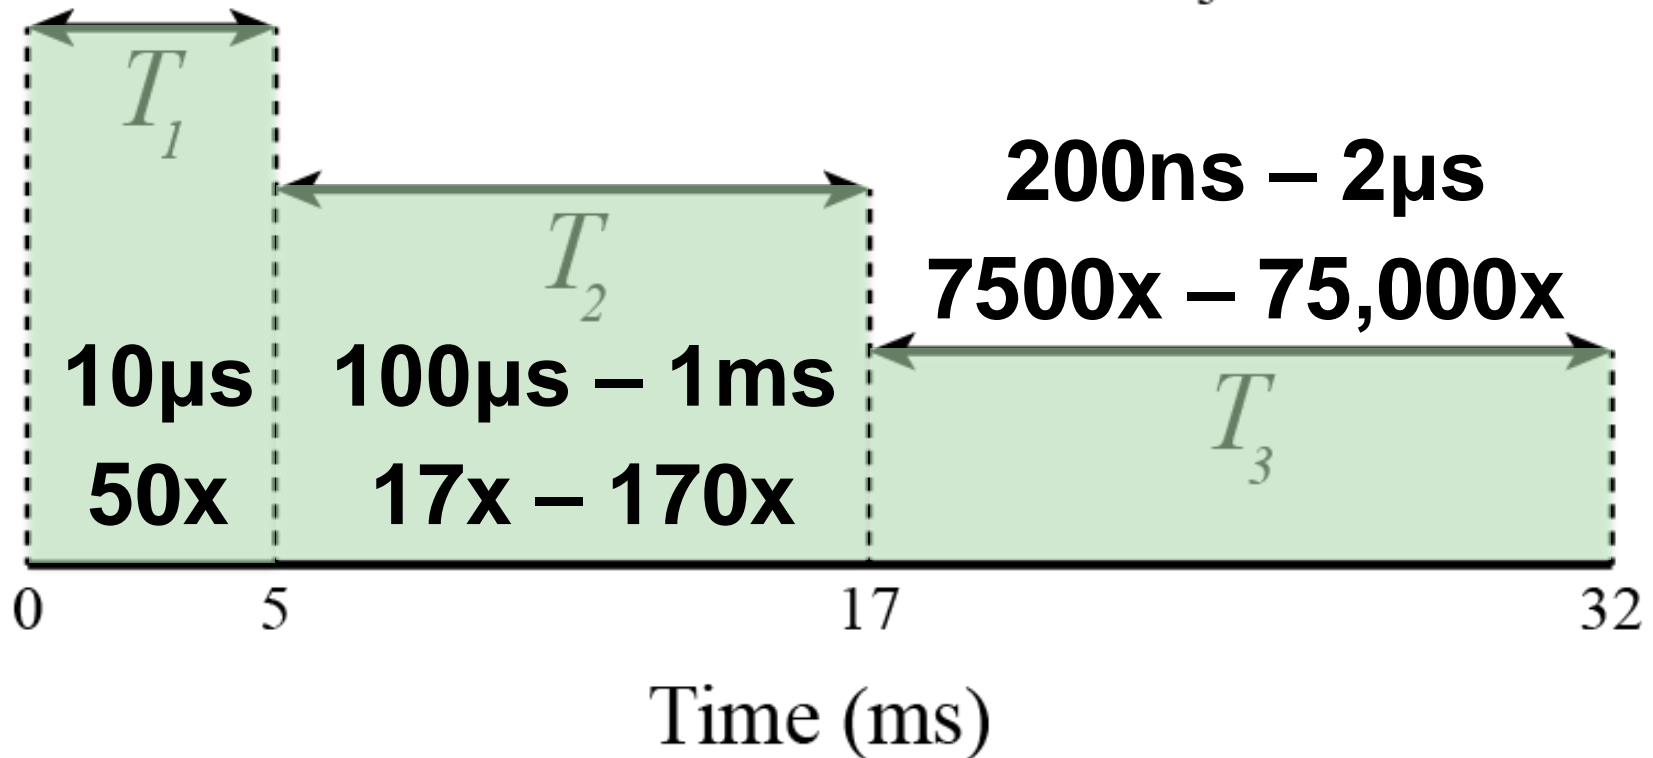 T1
T2
200ns – 2µs
7500x – 75,000x
10µs
50x
100µs – 1ms
17x – 170x
T3
0 5 17 32
Time (ms)